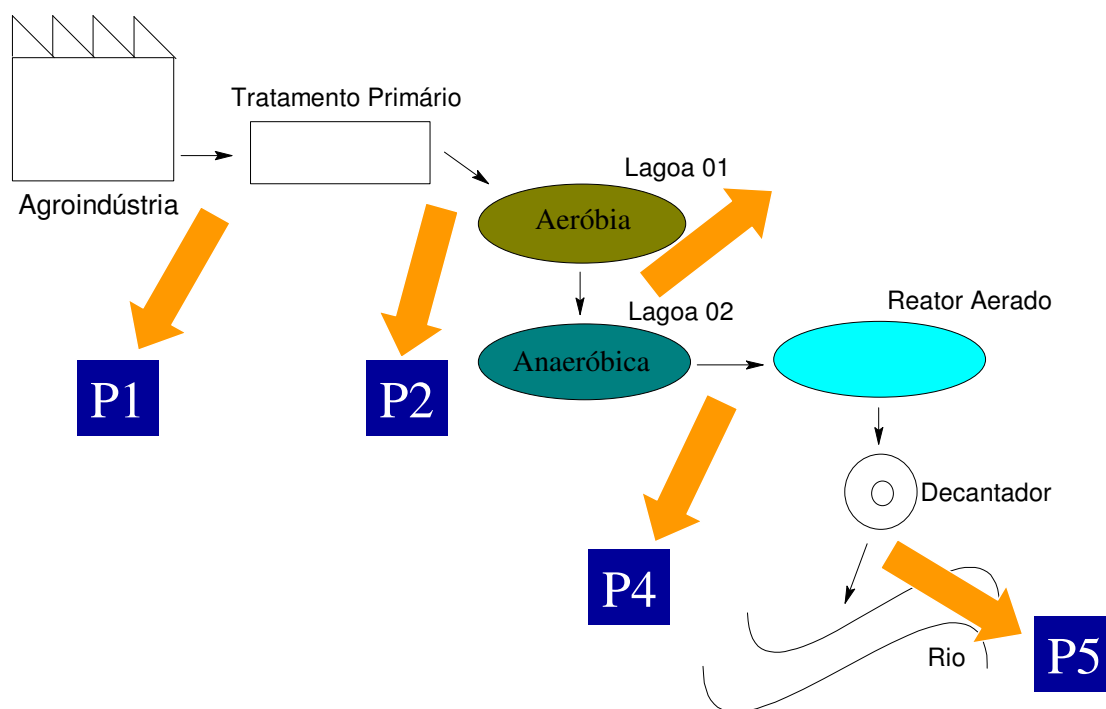 Tratamento Primário
Agroindústria
Lagoa 01
Aeróbia
Lagoa 02
Anaeróbica
Reator Aerado
P1
P2
Decantador
P4
Rio
P5